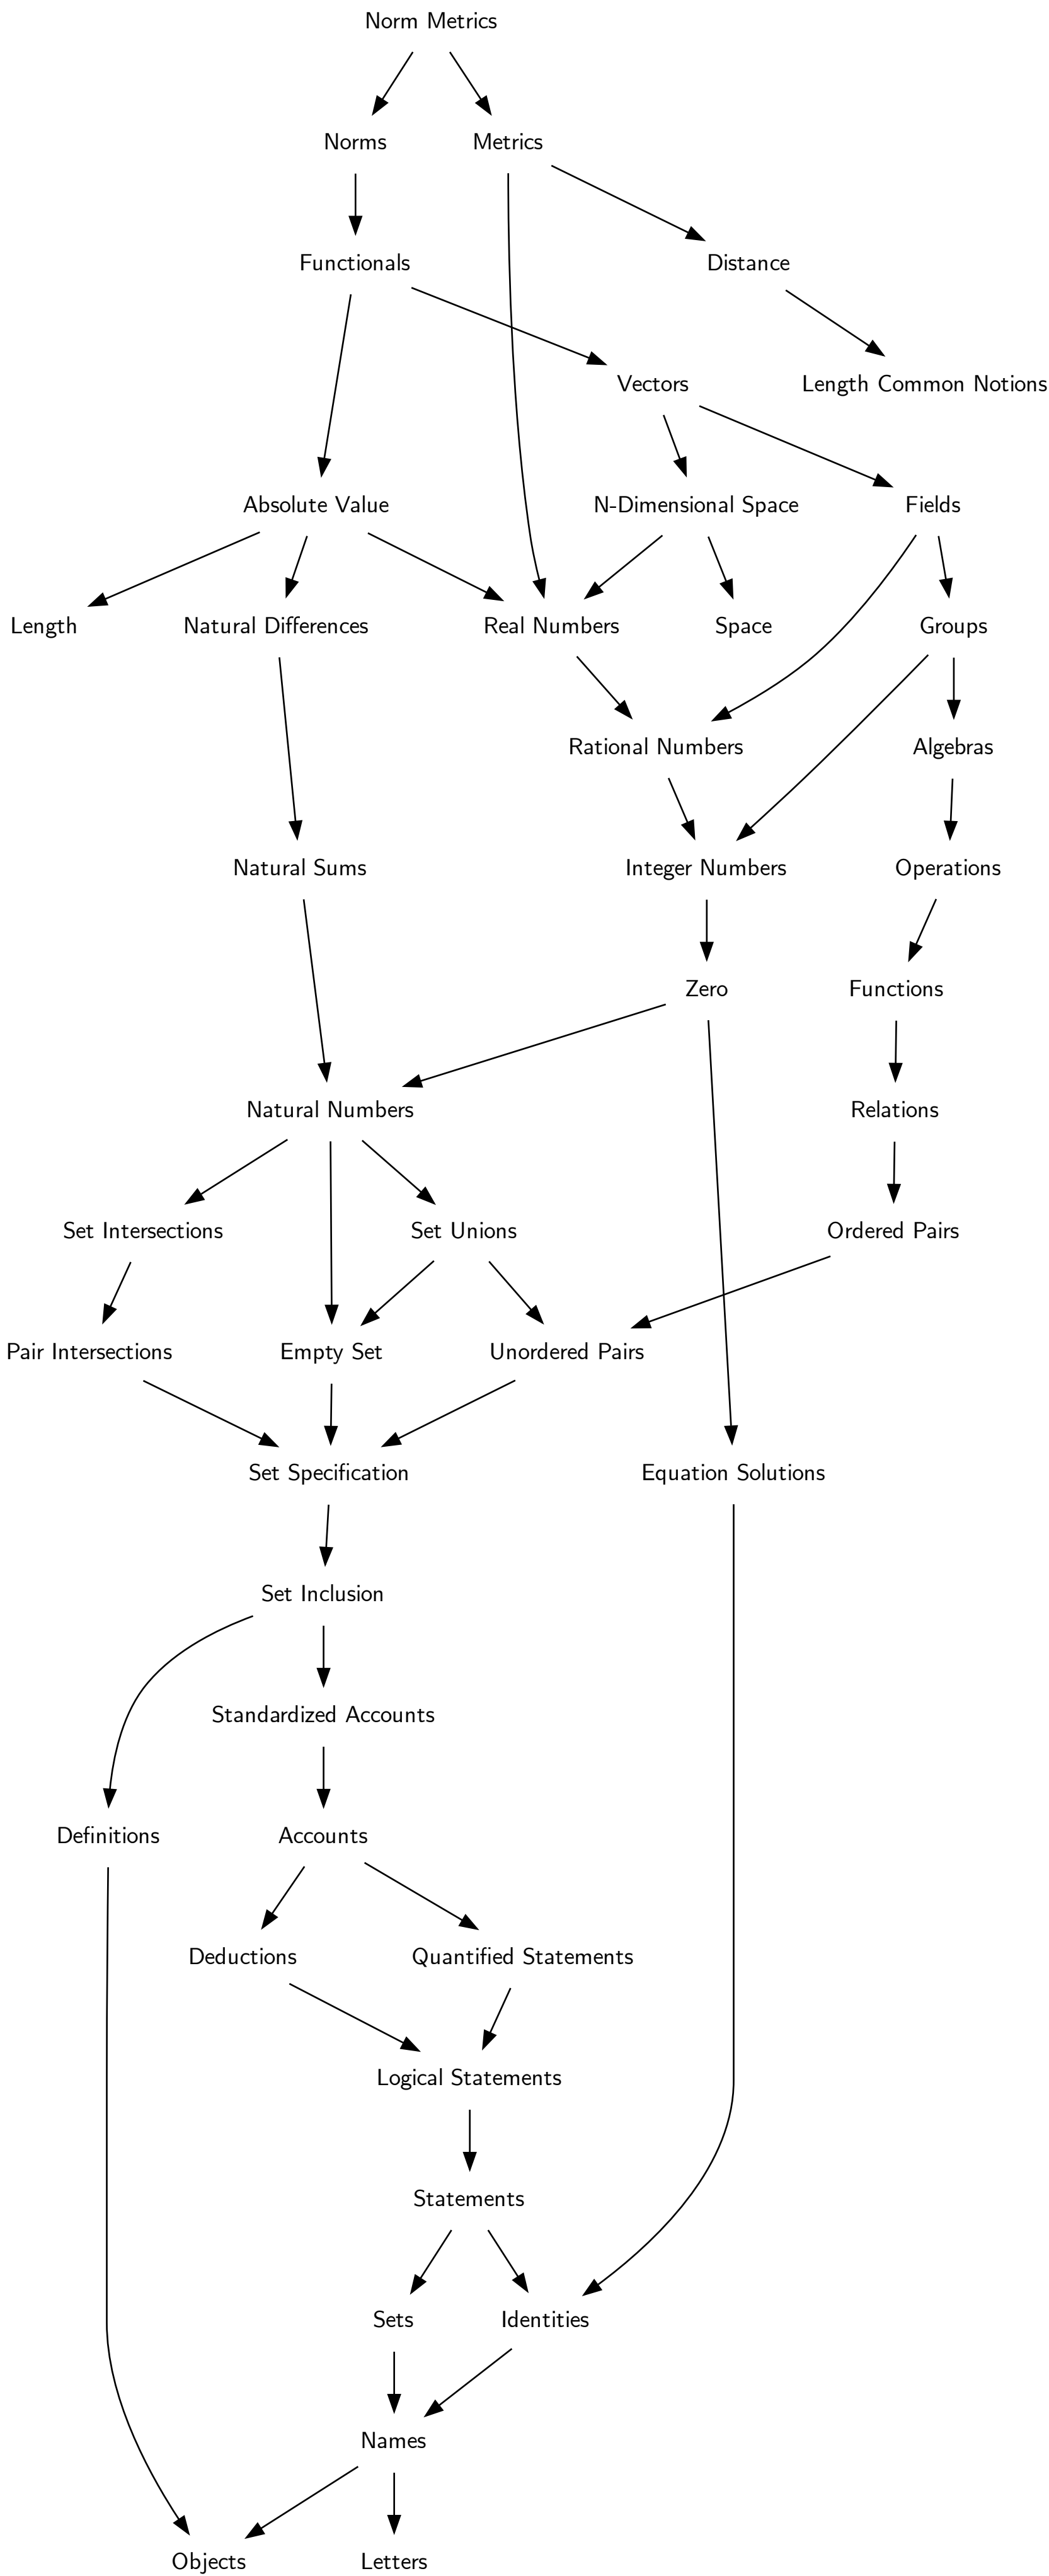 Norm Metrics
Norms
Metrics
Functionals
Distance
Vectors
Length Common Notions
Absolute Value
N-Dimensional Space
Fields
Length
Natural Differences
Real Numbers
Space
Groups
Rational Numbers
Algebras
Natural Sums
Integer Numbers
Operations
Zero
Functions
Natural Numbers
Relations
Set Intersections
Set Unions
Ordered Pairs
Pair Intersections
Empty Set
Unordered Pairs
Set Specification
Equation Solutions
Set Inclusion
Standardized Accounts
Definitions
Accounts
Deductions
Quantified Statements
Logical Statements
Statements
Sets
Identities
Names
Objects
Letters